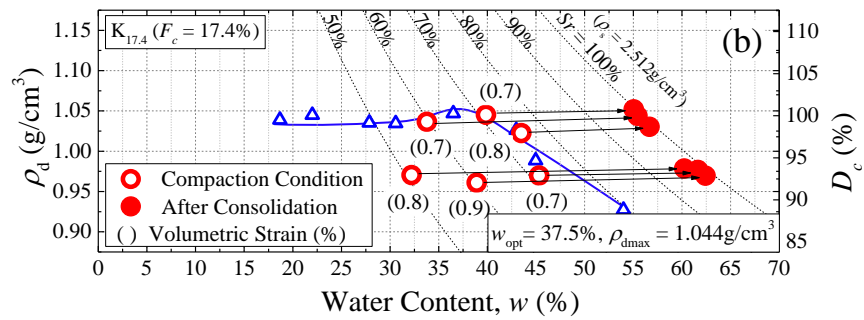 K17.4 (Fc = 17.4%)
(b)
50%
60%
70%
80%
90%
Sr = 100%
(ρs = 2.512g/cm3)
1.15
1.10
1.05
1.00
0.95
0.90
ρd (g/cm3)
110
105
100
95
90
85
Dc (%)
(0.7)
(0.7)
(0.8)
(0.8)
(0.9)
(0.7)
Compaction Condition
After Consolidation
( ) Volumetric Strain (%)
wopt= 37.5%, ρdmax = 1.044g/cm3
0 5 10 15 20 25 30 35 40 45 50 55 60 65 70
Water Content, w (%)